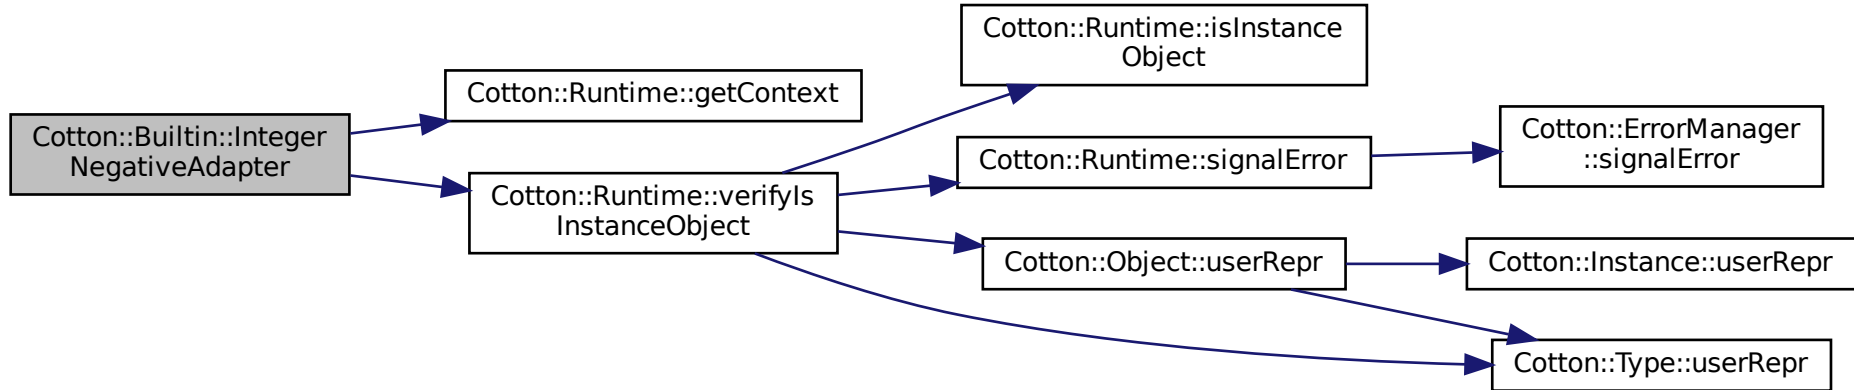 Cotton::Builtin::Integer
NegativeAdapter
Cotton::Runtime::getContext
Cotton::Runtime::verifyIs
InstanceObject
Cotton::Runtime::isInstance
Object
Cotton::Runtime::signalError
Cotton::ErrorManager
::signalError
Cotton::Object::userRepr
Cotton::Instance::userRepr
Cotton::Type::userRepr